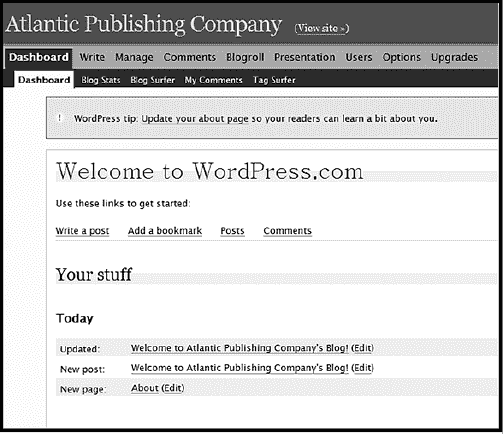 Atlantic Publishing Company (View site »)
Dashboard Write Manage Comments Blogroll Presentation Users Options Upgrades
Dashboard Blog Stats Blog Surfer My Comments Tag Surfer
! WordPress tip: Update your about page so your readers can learn a bit about you.
Welcome to WordPress.com
Use these links to get started:
Write a post Add a bookmark Posts Comments
Your stuff
Today
Updated: Welcome to Atlantic Publishing Company's Blog! (Edit)
New post: Welcome to Atlantic Publishing Company's Blog! (Edit)
New page: About (Edit)